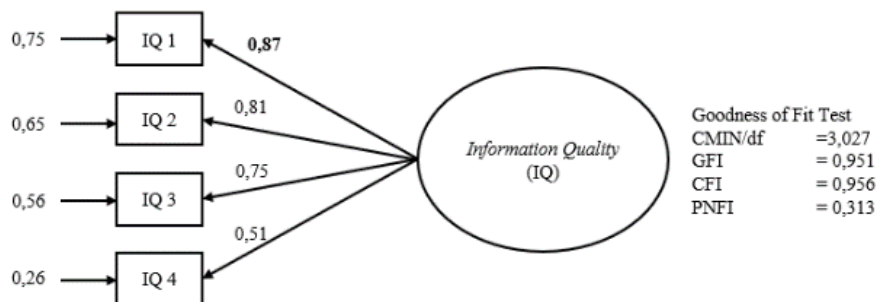 0,75
IQ 1
0,87
0,65
IQ 2
0,81
0,56
IQ 3
0,75
0,26
IQ 4
0,51
Information Quality
(IQ)
Goodness of Fit Test
CMIN/df =3,027
GFI = 0,951
CFI = 0,956
PNFI = 0,313